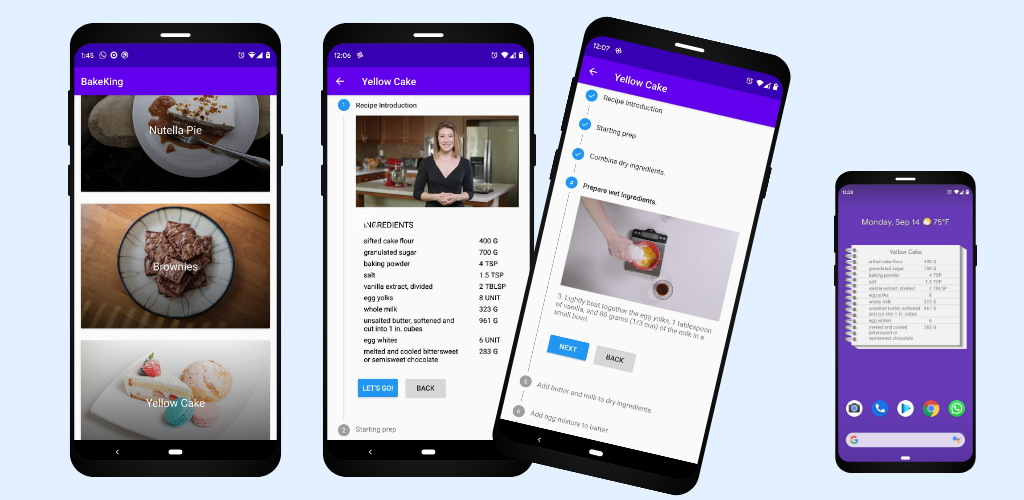 1:45
BakeKing
Nutella Pie
Brownies
Yellow Cake
12:06
Yellow Cake
1
Recipe Introduction
INGREDIENTS
sifted cake flour 400 G
granulated sugar 700 G
baking powder 4 TSP
salt 1.5 TSP
vanilla extract, divided 2 TBLSP
egg yolks 8 UNIT
whole milk 323 G
unsalted butter, softened and 961 G
cut into 1 in. cubes
egg whites 6 UNIT
melted and cooled bittersweet 283 G
or semisweet chocolate
LET'S GO!
BACK
2
Starting prep
12:07
Yellow Cake
Recipe Introduction
Starting prep
Combine dry ingredients.
4
Prepare wet ingredients.
3. Lightly beat together the egg yolks, 1 tablespoon
of vanilla, and 80 grams (1/3 cup) of the milk in a
small bowl.
NEXT
BACK
5
Add butter and milk to dry ingredients.
6
Add egg mixture to batter.
12:20
Monday, Sep 14 75°F
Yellow Cake
sifted cake flour 400 G
granulated sugar 700 G
baking powder 4 TSP
salt 1.5 TSP
vanilla extract, divided 2 TBLSP
egg yolks 8
whole milk 323 G
unsalted butter, softened 961 G
and cut into 1 in. cubes
egg whites 6
melted and cooled 283 G
bittersweet or
semisweet chocolate
G